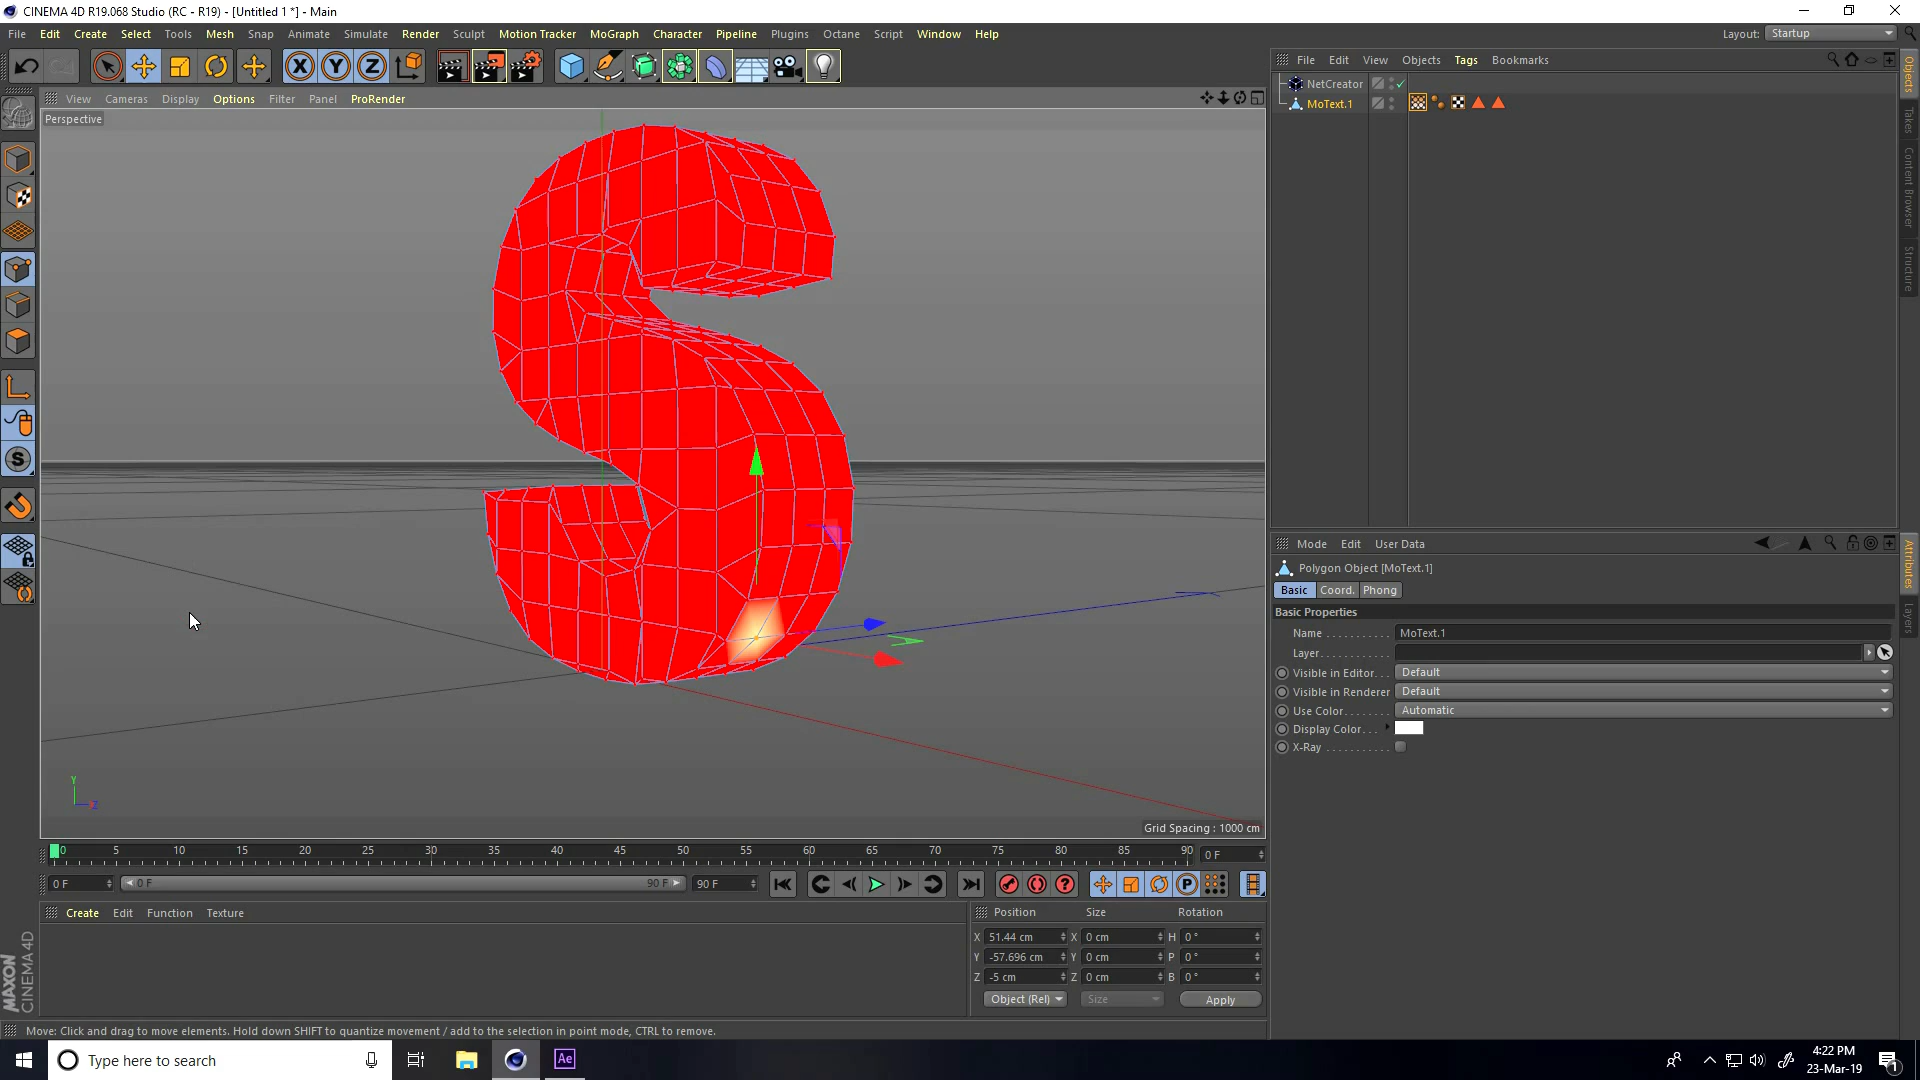 CINEMA 4D R19.068 Studio (RC - R19) - [Untitled 1 *] - Main
File Edit Create Select Tools Mesh Snap Animate Simulate Render Sculpt Motion Tracker MoGraph Character Pipeline Plugins Octane Script Window Help
Layout: Startup
X Y Z
File Edit View Objects Tags Bookmarks
NetCreator
MoText.1
Objects
Takes
Content Browser
Structure
View Cameras Display Options Filter Panel ProRender
Perspective
Y
Z
Grid Spacing : 1000 cm
S
Mode Edit User Data
Polygon Object [MoText.1]
Basic Coord. Phong
Basic Properties
Name . . . . . . . . . . . MoText.1
Layer . . . . . . . . . . .
Visible in Editor . . . Default
Visible in Renderer Default
Use Color . . . . . . . . Automatic
Display Color . . .
X-Ray . . . . . . . . . . .
Attributes
Layers
0 5 10 15 20 25 30 35 40 45 50 55 60 65 70 75 80 85 90
0 F
0 F 0 F 90 F 90 F
P
Create Edit Function Texture
Position Size Rotation
X 51.44 cm X 0 cm H 0 °
Y -57.696 cm Y 0 cm P 0 °
Z -5 cm Z 0 cm B 0 °
Object (Rel) Size Apply
MAXON
CINEMA 4D
Move: Click and drag to move elements. Hold down SHIFT to quantize movement / add to the selection in point mode, CTRL to remove.
Type here to search
Ae
4:22 PM
23-Mar-19
1